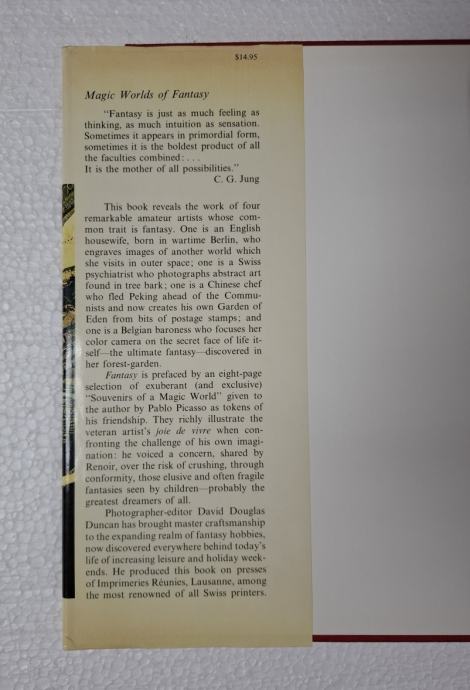 $14.95
Magic Worlds of Fantasy
"Fantasy is just as much feeling as
thinking, as much intuition as sensation.
Sometimes it appears in primordial form,
sometimes it is the boldest product of all
the faculties combined: . . .
It is the mother of all possibilities."
C. G. Jung
This book reveals the work of four
remarkable amateur artists whose com-
mon trait is fantasy. One is an English
housewife, born in wartime Berlin, who
engraves images of another world which
she visits in outer space; one is a Swiss
psychiatrist who photographs abstract art
found in tree bark; one is a Chinese chef
who fled Peking ahead of the Commu-
nists and now creates his own Garden of
Eden from bits of postage stamps; and
one is a Belgian baroness who focuses her
color camera on the secret face of life it-
self—the ultimate fantasy—discovered in
her forest-garden.
Fantasy is prefaced by an eight-page
selection of exuberant (and exclusive)
"Souvenirs of a Magic World" given to
the author by Pablo Picasso as tokens of
his friendship. They richly illustrate the
veteran artist's joie de vivre when con-
fronting the challenge of his own imagi-
nation: he voiced a concern, shared by
Renoir, over the risk of crushing, through
conformity, those elusive and often fragile
fantasies seen by children—probably the
greatest dreamers of all.
Photographer-editor David Douglas
Duncan has brought master craftsmanship
to the expanding realm of fantasy hobbies,
now discovered everywhere behind today's
life of increasing leisure and holiday week-
ends. He produced this book on presses
of Imprimeries Réunies, Lausanne, among
the most renowned of all Swiss printers.